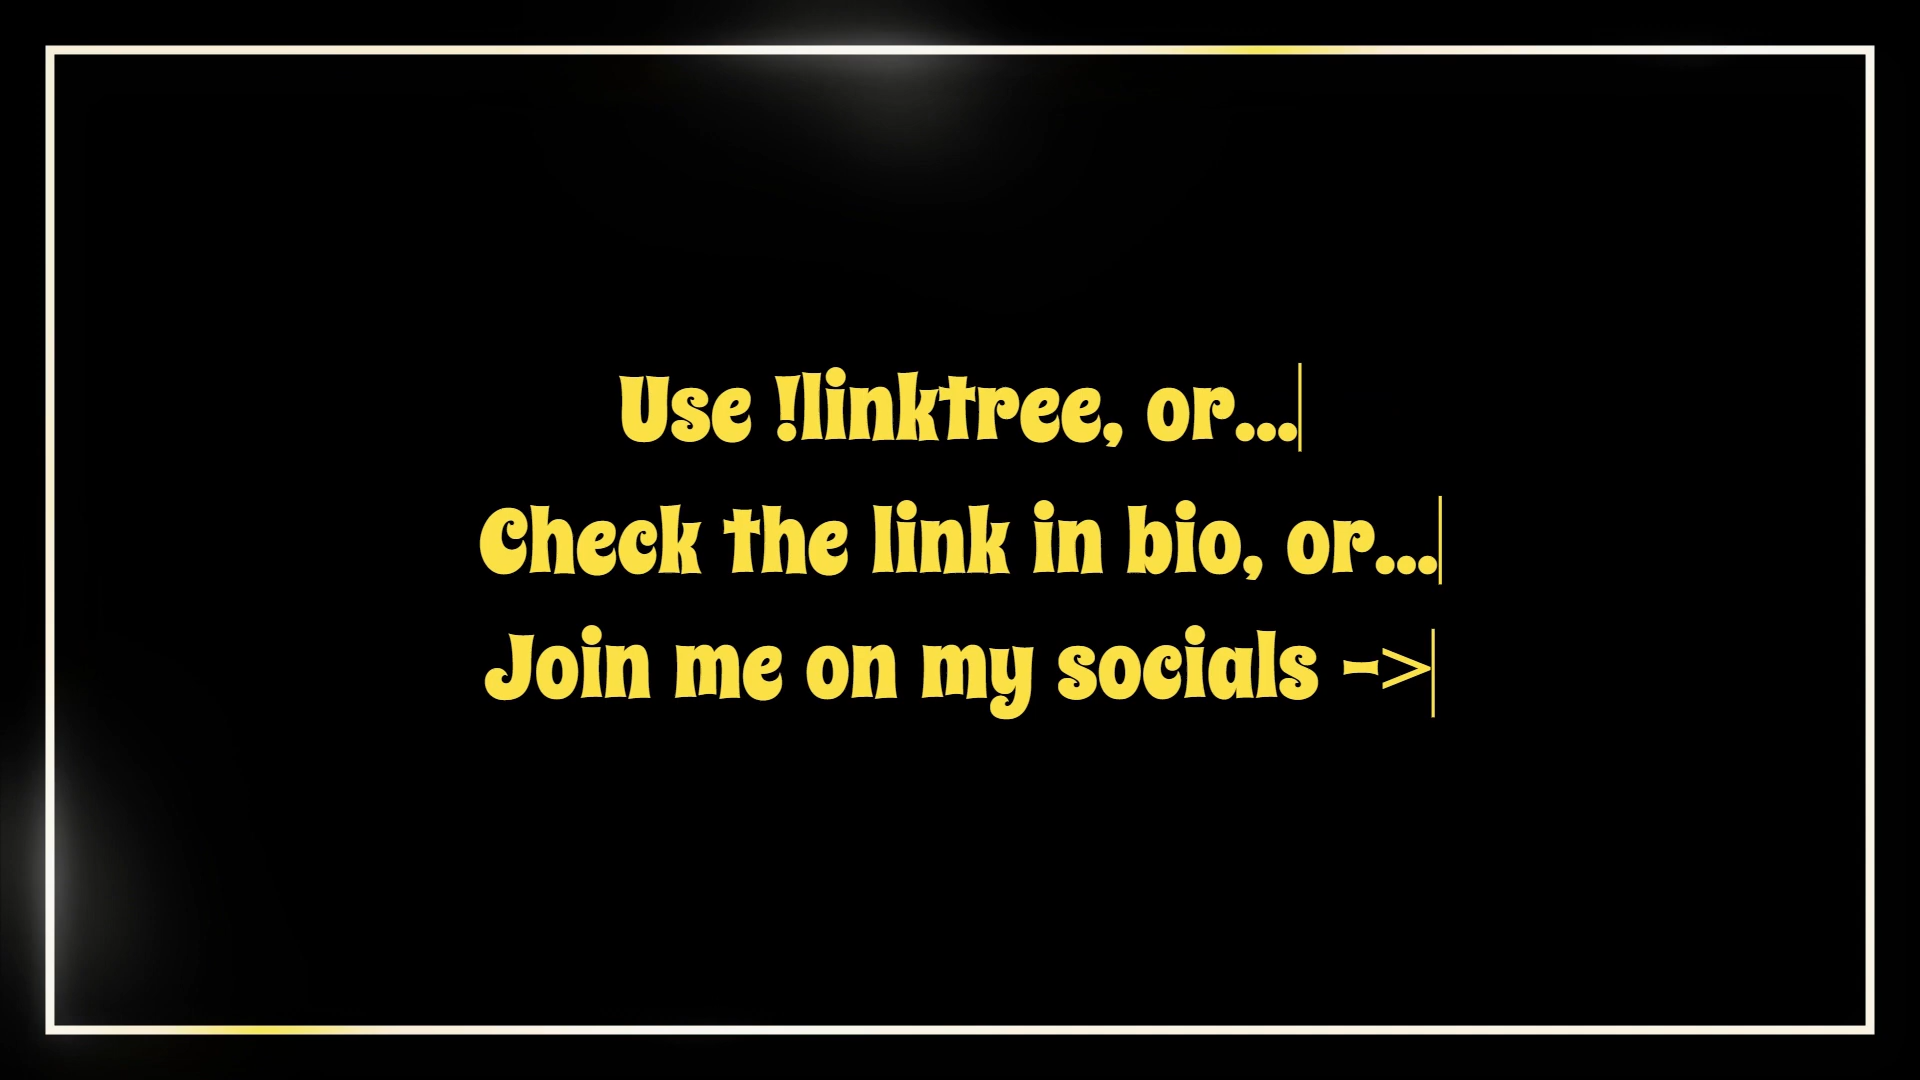 Use !linktree, or...|
Check the link in bio, or...|
Join me on my socials ->|